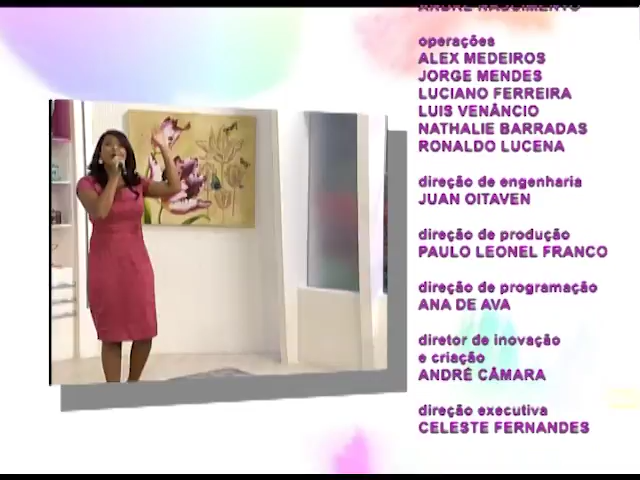 ANDRÉ NASCIMENTO
operações
ALEX MEDEIROS
JORGE MENDES
LUCIANO FERREIRA
LUIS VENÂNCIO
NATHALIE BARRADAS
RONALDO LUCENA
direção de engenharia
JUAN OITAVEN
direção de produção
PAULO LEONEL FRANCO
direção de programação
ANA DE AVA
diretor de inovação
e criação
ANDRÉ CÂMARA
direção executiva
CELESTE FERNANDES